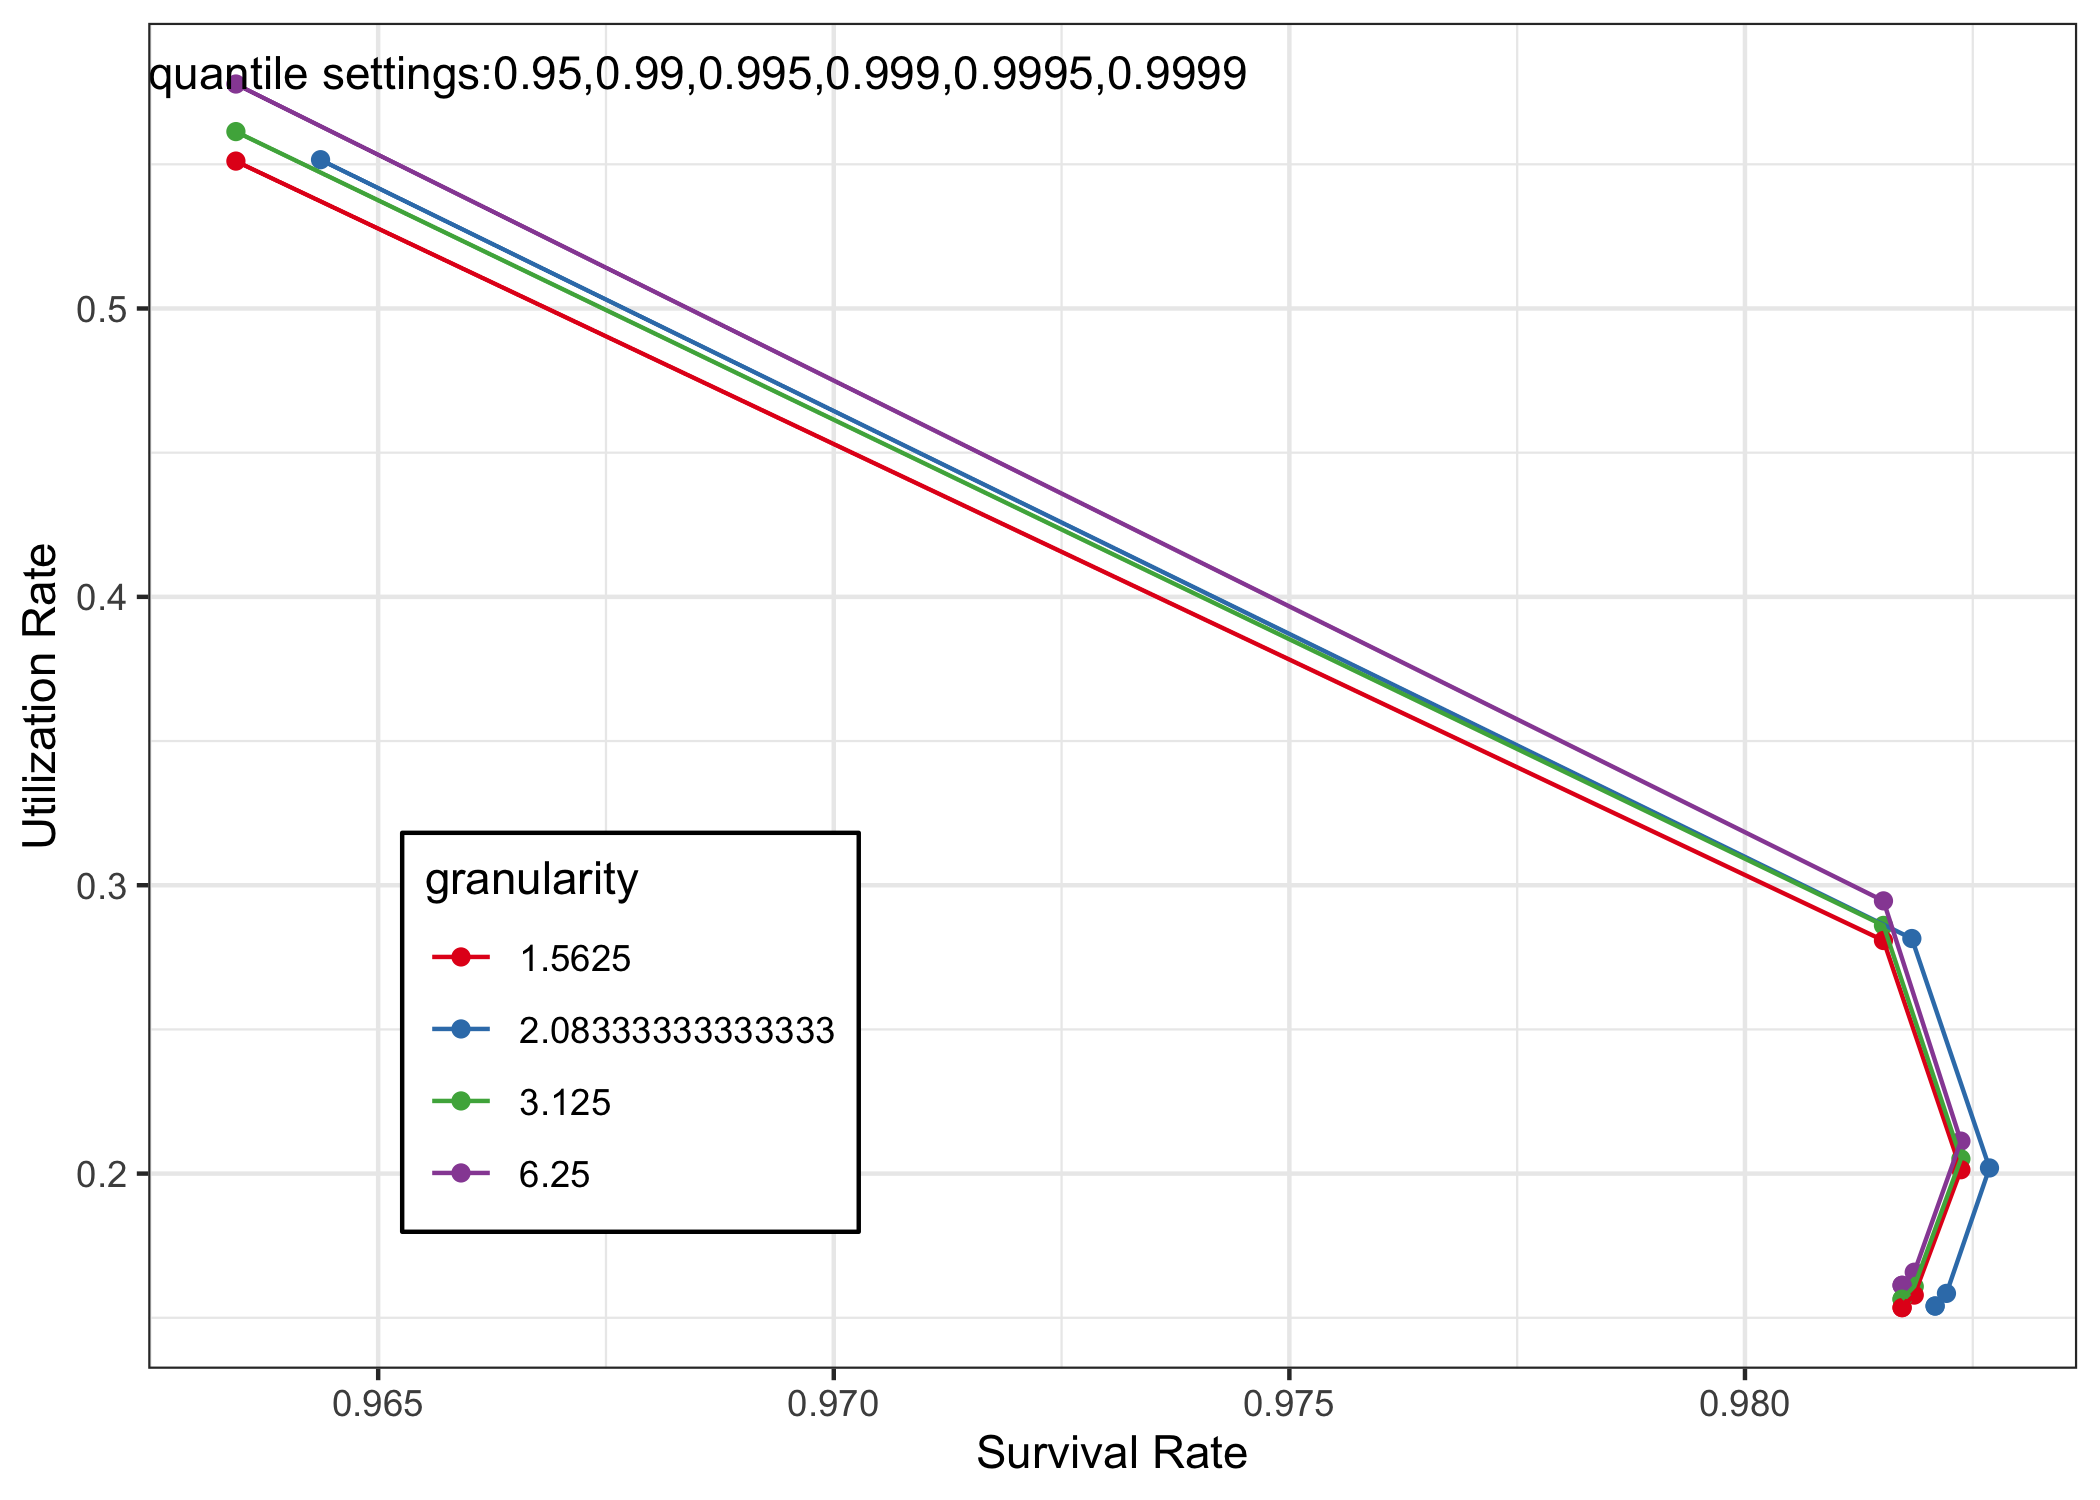 quantile settings:0.95,0.99,0.995,0.999,0.9995,0.9999
0.5
0.4
0.3
0.2
Utilization Rate
granularity
1.5625
2.08333333333333
3.125
6.25
0.965 0.970 0.975 0.980
Survival Rate